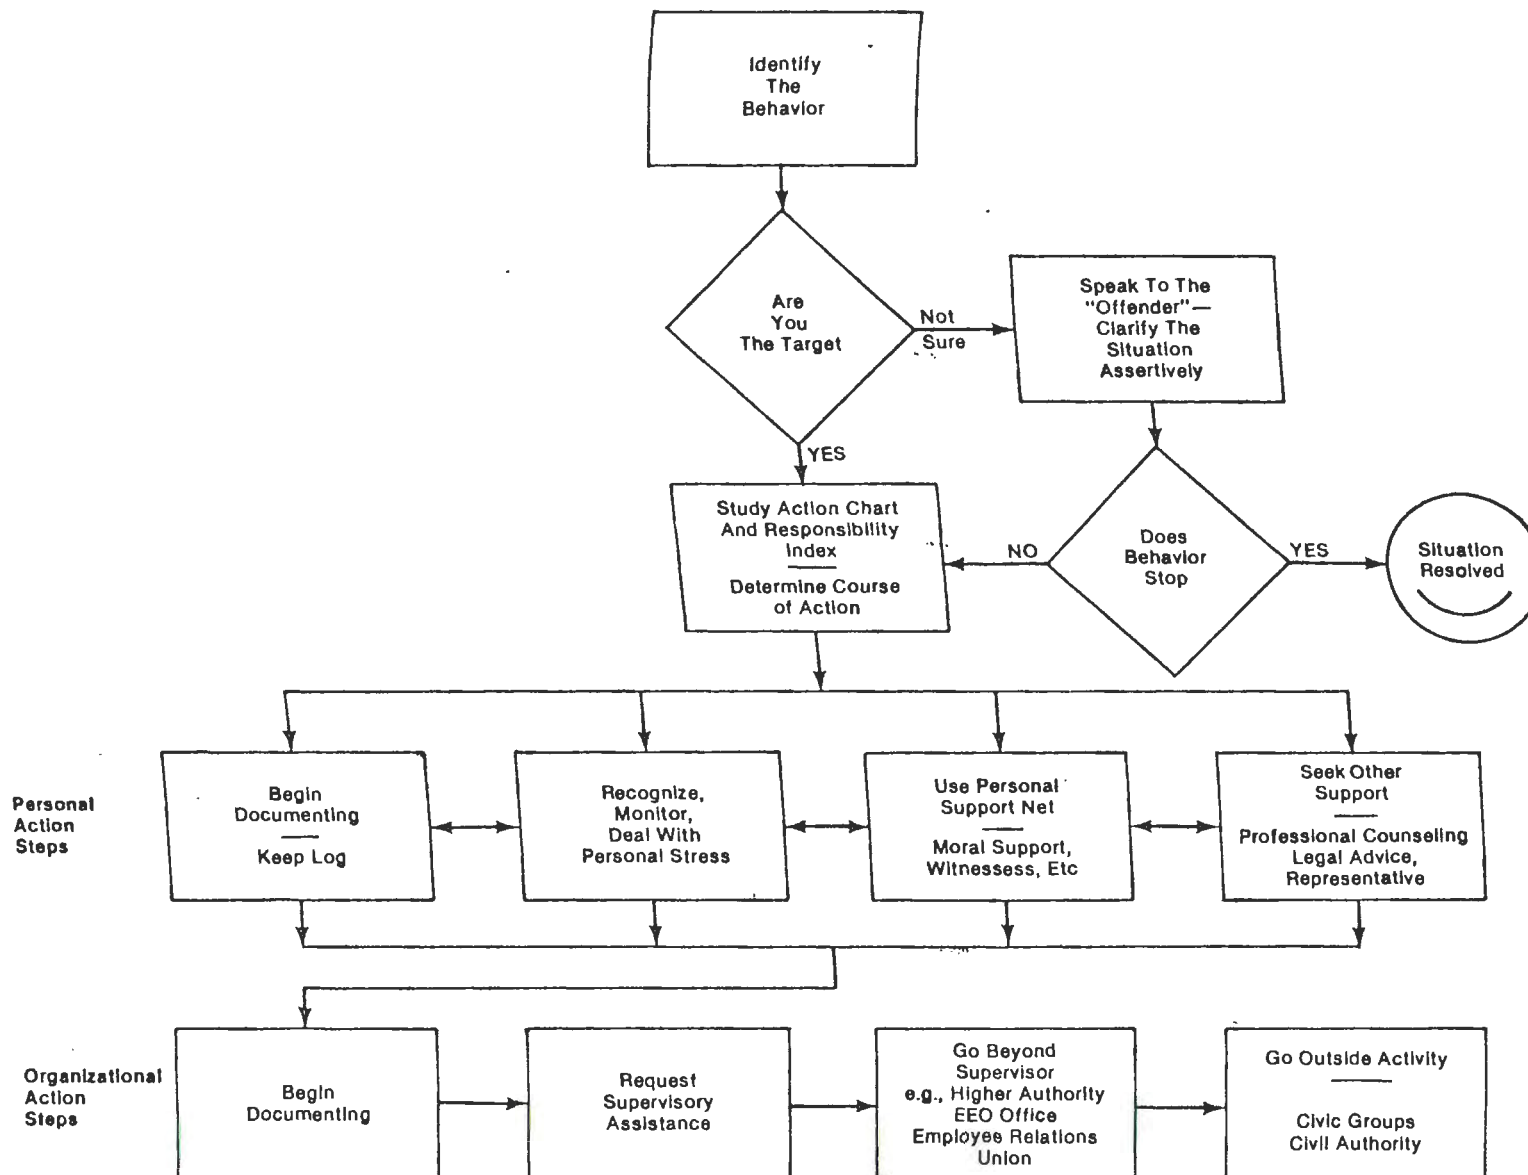 Identify
The
Behavior
Are
You
The Target
Not
Sure
Speak To The
"Offender"—
Clarify The
Situation
Assertively
YES
Study Action Chart
And Responsibility
Index
Determine Course
of Action
NO
Does
Behavior
Stop
YES
Situation
Resolved
Personal
Action
Steps
Begin
Documenting
Keep Log
Recognize,
Monitor,
Deal With
Personal Stress
Use Personal
Support Net
Moral Support,
Witnessess, Etc
Seek Other
Support
Professional Counseling
Legal Advice,
Representative
Organizational
Action
Steps
Begin
Documenting
Request
Supervisory
Assistance
Go Beyond
Supervisor
e.g., Higher Authority
EEO Office
Employee Relations
Union
Go Outside Activity
Civic Groups
Civil Authority